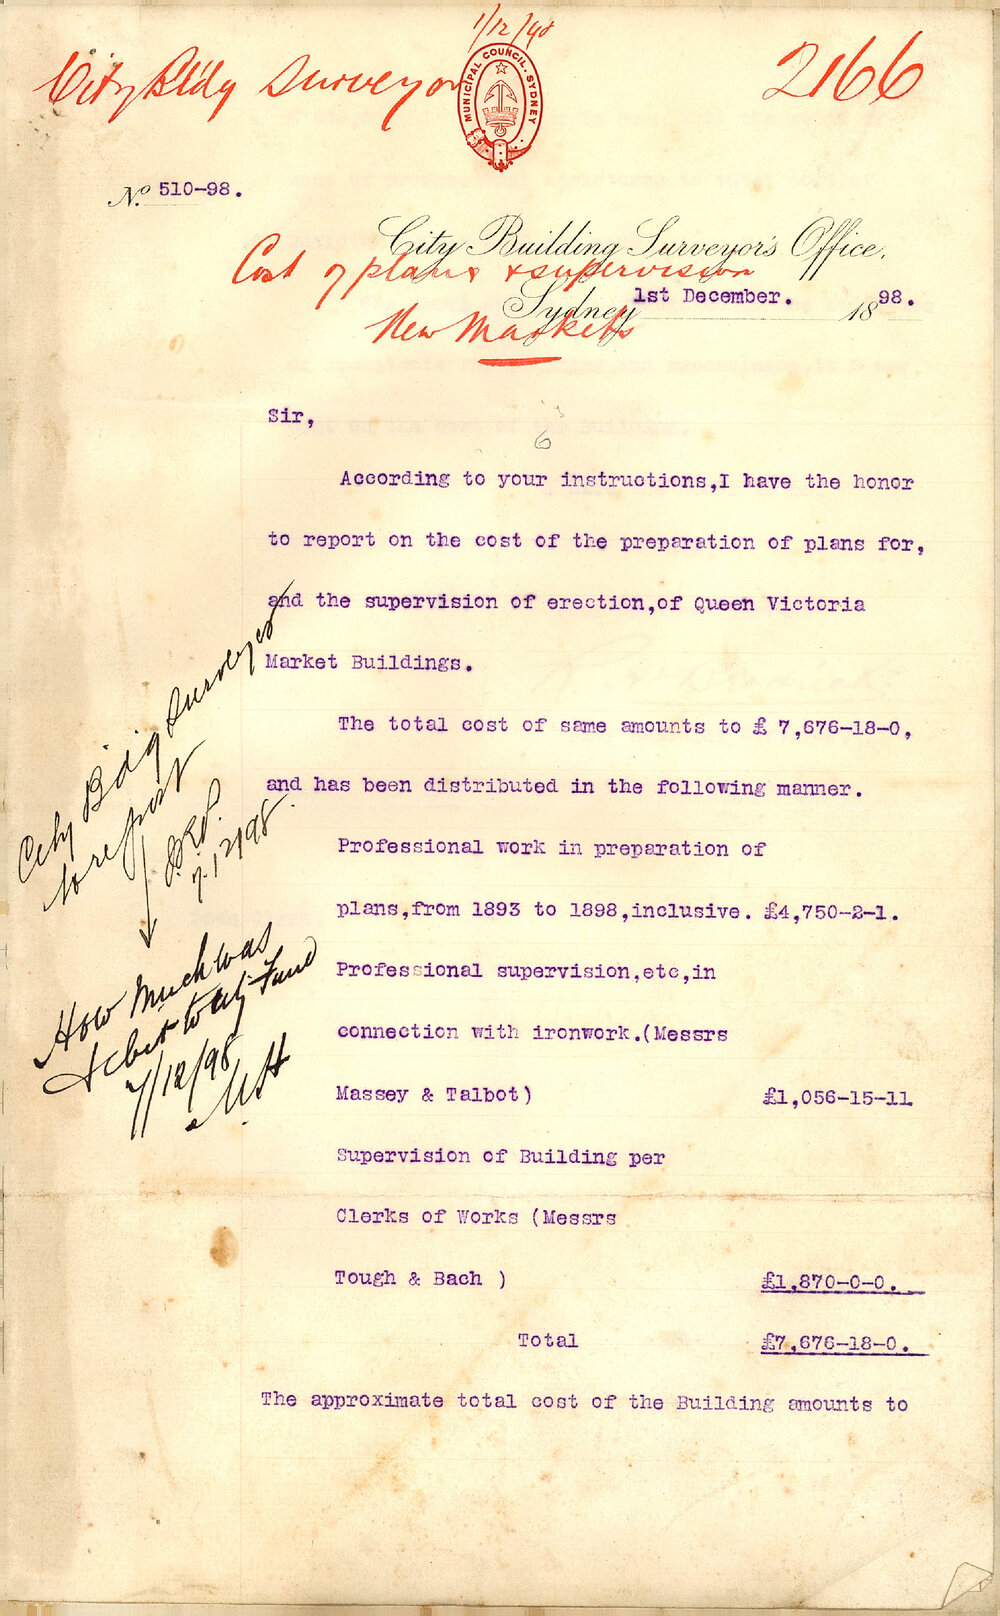 1/12/98
City Bldg Surveyor
2166
MUNICIPAL COUNCIL. SYDNEY
No. 510-98.
City Building Surveyor's Office,
Cost of plans & supervision
Sydney 1st December. 1898.
New Markets
Sir,
6
According to your instructions,I have the honor
to report on the cost of the preparation of plans for,
and the supervision of erection,of Queen Victoria
Market Buildings.
The total cost of same amounts to £ 7,676-18-0,
and has been distributed in the following manner.
Professional work in preparation of
plans,from 1893 to 1898,inclusive. £4,750-2-1.
Professional supervision,etc,in
connection with ironwork.(Messrs
Massey & Talbot) £1,056-15-11
Supervision of Building per
Clerks of Works (Messrs
Tough & Bach ) £1,870-0-0.
Total £7,676-18-0.
The approximate total cost of the Building amounts to
City Bdig Surveyor
to report
7.12/98.
How Much was
debet to City Fund
7/12/98